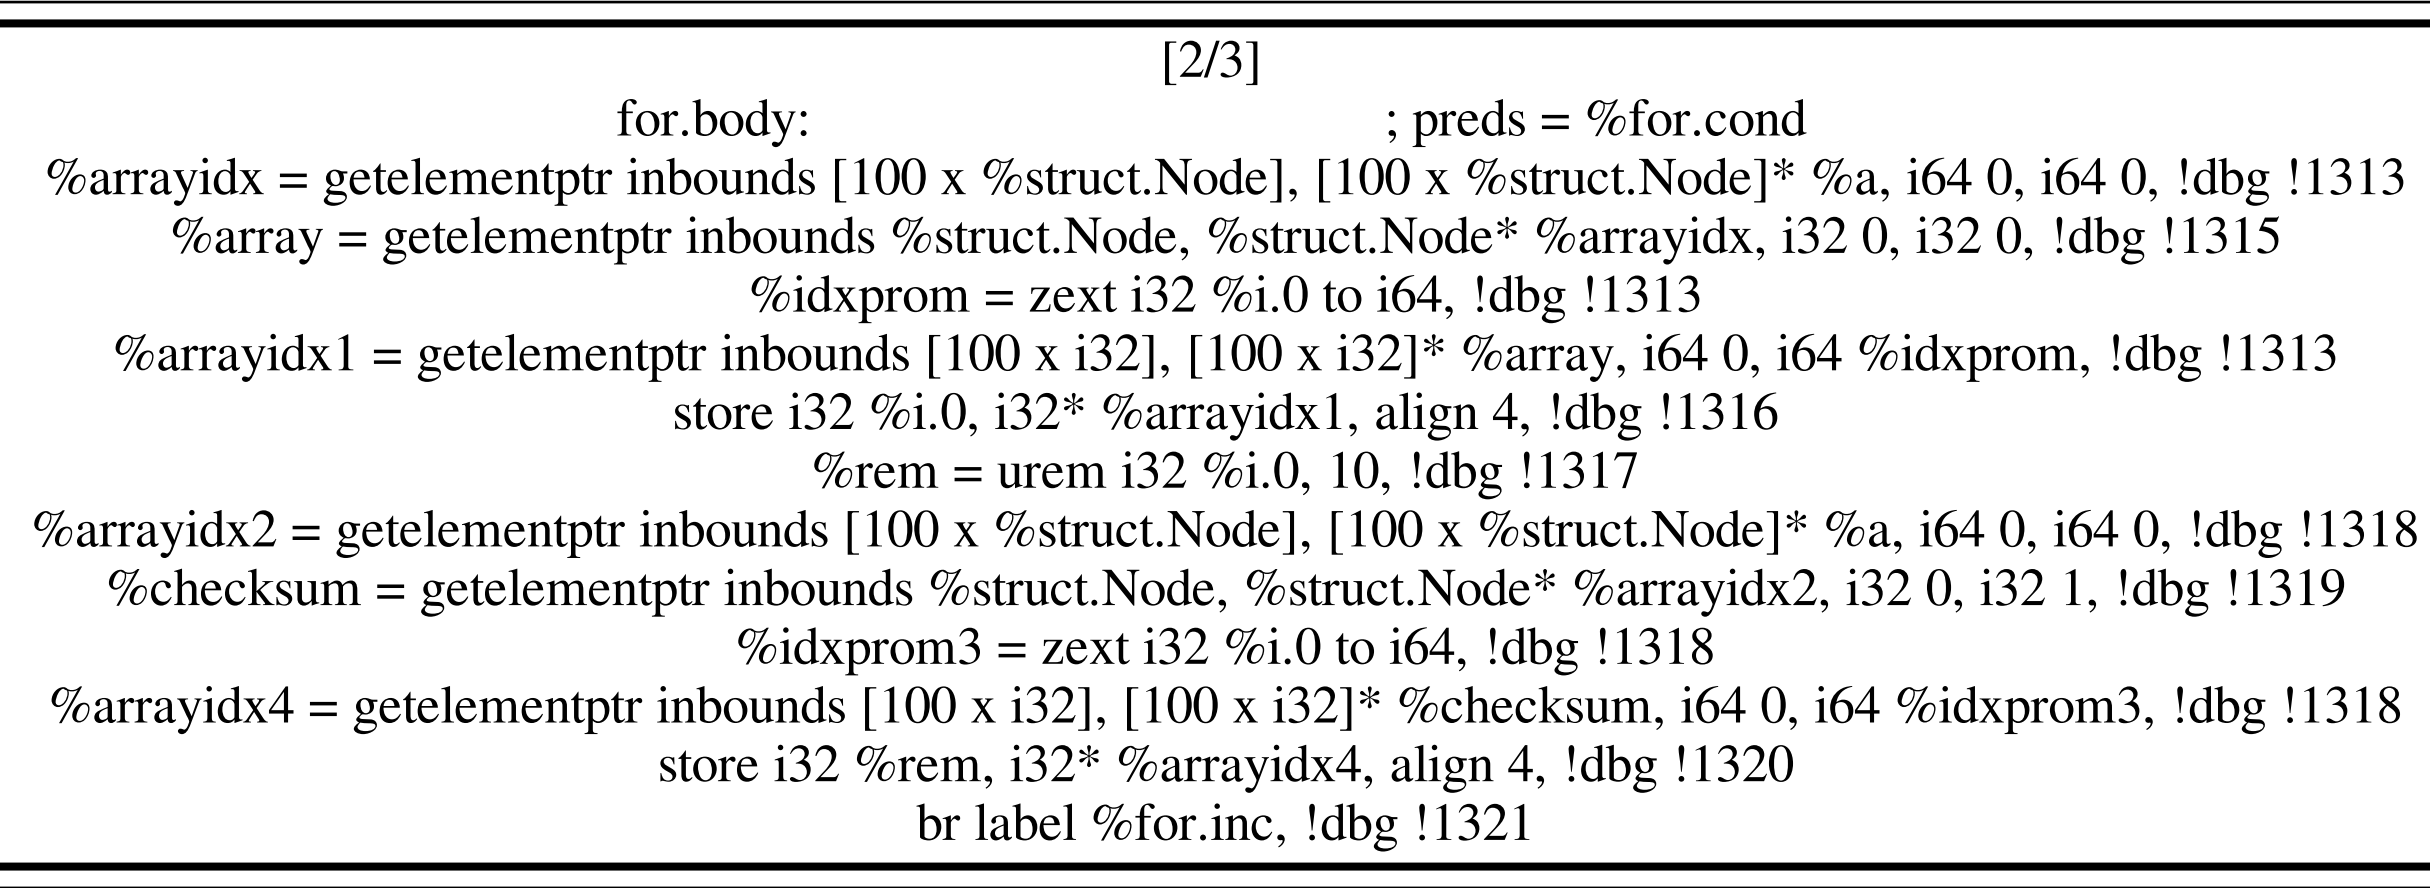 [2/3]
for.body: ; preds = %for.cond
%arrayidx = getelementptr inbounds [100 x %struct.Node], [100 x %struct.Node]* %a, i64 0, i64 0, !dbg !1313
%array = getelementptr inbounds %struct.Node, %struct.Node* %arrayidx, i32 0, i32 0, !dbg !1315
%idxprom = zext i32 %i.0 to i64, !dbg !1313
%arrayidx1 = getelementptr inbounds [100 x i32], [100 x i32]* %array, i64 0, i64 %idxprom, !dbg !1313
store i32 %i.0, i32* %arrayidx1, align 4, !dbg !1316
%rem = urem i32 %i.0, 10, !dbg !1317
%arrayidx2 = getelementptr inbounds [100 x %struct.Node], [100 x %struct.Node]* %a, i64 0, i64 0, !dbg !1318
%checksum = getelementptr inbounds %struct.Node, %struct.Node* %arrayidx2, i32 0, i32 1, !dbg !1319
%idxprom3 = zext i32 %i.0 to i64, !dbg !1318
%arrayidx4 = getelementptr inbounds [100 x i32], [100 x i32]* %checksum, i64 0, i64 %idxprom3, !dbg !1318
store i32 %rem, i32* %arrayidx4, align 4, !dbg !1320
br label %for.inc, !dbg !1321